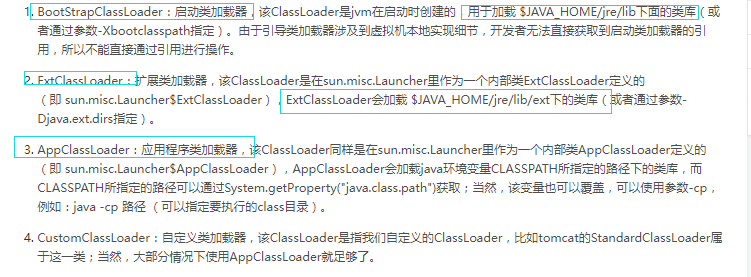 1. BootStrapClassLoader：启动类加载器，该ClassLoader是jvm在启动时创建的，用于加载 $JAVA_HOME/jre/lib下面的类库（或
者通过参数-Xbootclasspath指定）。由于引导类加载器涉及到虚拟机本地实现细节，开发者无法直接获取到启动类加载器的引
用，所以不能直接通过引用进行操作。
2. ExtClassLoader：扩展类加载器，该ClassLoader是在sun.misc.Launcher里作为一个内部类ExtClassLoader定义的
（即 sun.misc.Launcher$ExtClassLoader），ExtClassLoader会加载 $JAVA_HOME/jre/lib/ext下的类库（或者通过参数-
Djava.ext.dirs指定）。
3. AppClassLoader：应用程序类加载器，该ClassLoader同样是在sun.misc.Launcher里作为一个内部类AppClassLoader定义的
（即 sun.misc.Launcher$AppClassLoader），AppClassLoader会加载java环境变量CLASSPATH所指定的路径下的类库，而
CLASSPATH所指定的路径可以通过System.getProperty("java.class.path")获取；当然，该变量也可以覆盖，可以使用参数-cp，
例如：java -cp 路径 （可以指定要执行的class目录）。
4. CustomClassLoader：自定义类加载器，该ClassLoader是指我们自定义的ClassLoader，比如tomcat的StandardClassLoader属
于这一类；当然，大部分情况下使用AppClassLoader就足够了。